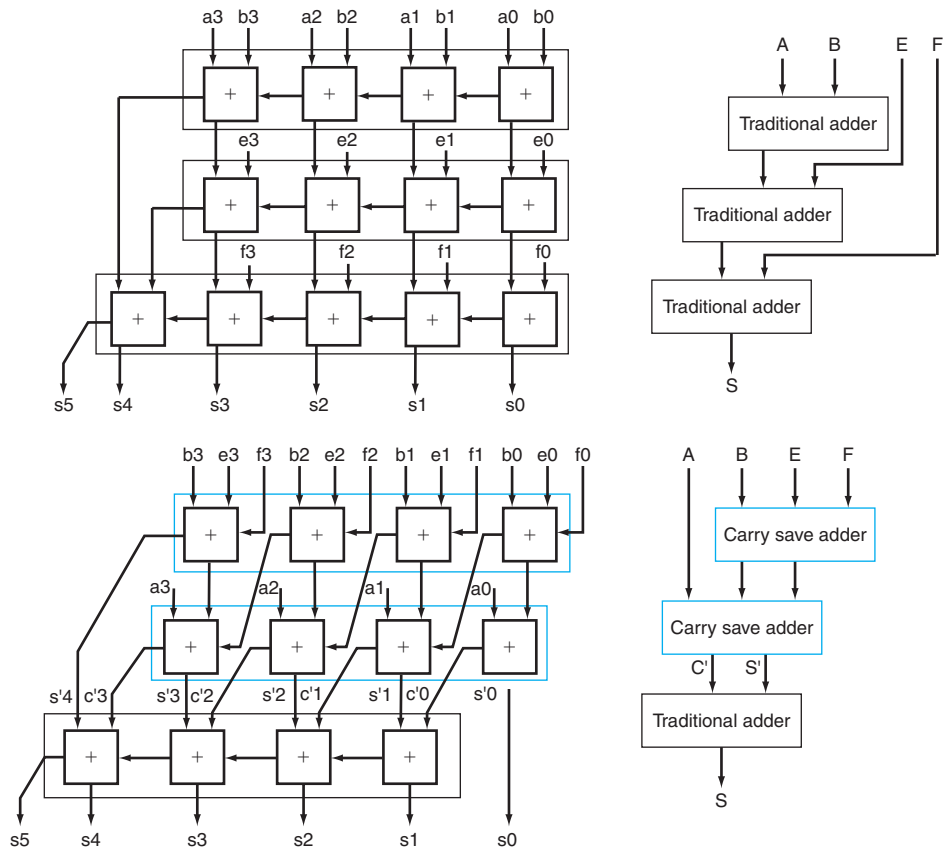 a3 b3 a2 b2 a1 b1 a0 b0
+ + + +
e3 e2 e1 e0
+ + + +
f3 f2 f1 f0
+ + + + +
s5 s4 s3 s2 s1 s0
A B E F
Traditional adder
Traditional adder
Traditional adder
S
b3 e3 f3 b2 e2 f2 b1 e1 f1 b0 e0 f0
+ + + +
a3 a2 a1 a0
+ + + +
s'4 c'3 s'3 c'2 s'2 c'1 s'1 c'0 s'0
+ + + +
s5 s4 s3 s2 s1 s0
A B E F
Carry save adder
Carry save adder
C' S'
Traditional adder
S